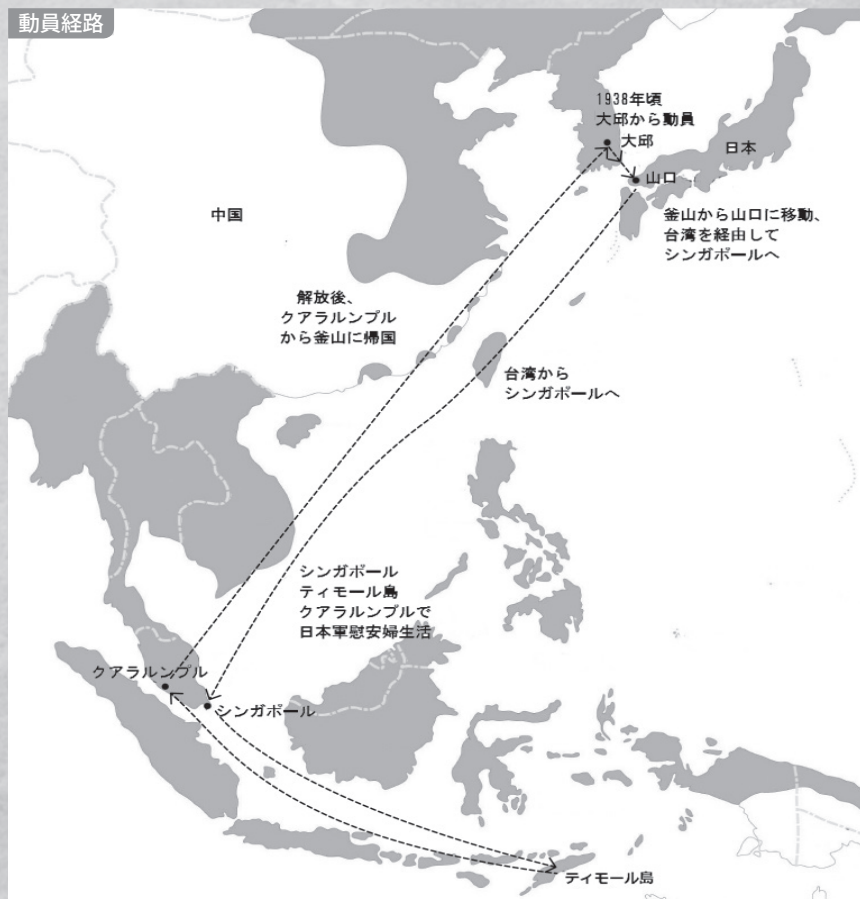 動員経路
1938年頃
大邱から動員
大邱
日本
山口
釜山から山口に移動、
台湾を経由して
シンガポールへ
中国
解放後、
クアラルンプル
から釜山に帰国
台湾から
シンガポールへ
シンガポール
ティモール島
クアラルンプルで
日本軍慰安婦生活
クアラルンプル
シンガポール
ティモール島